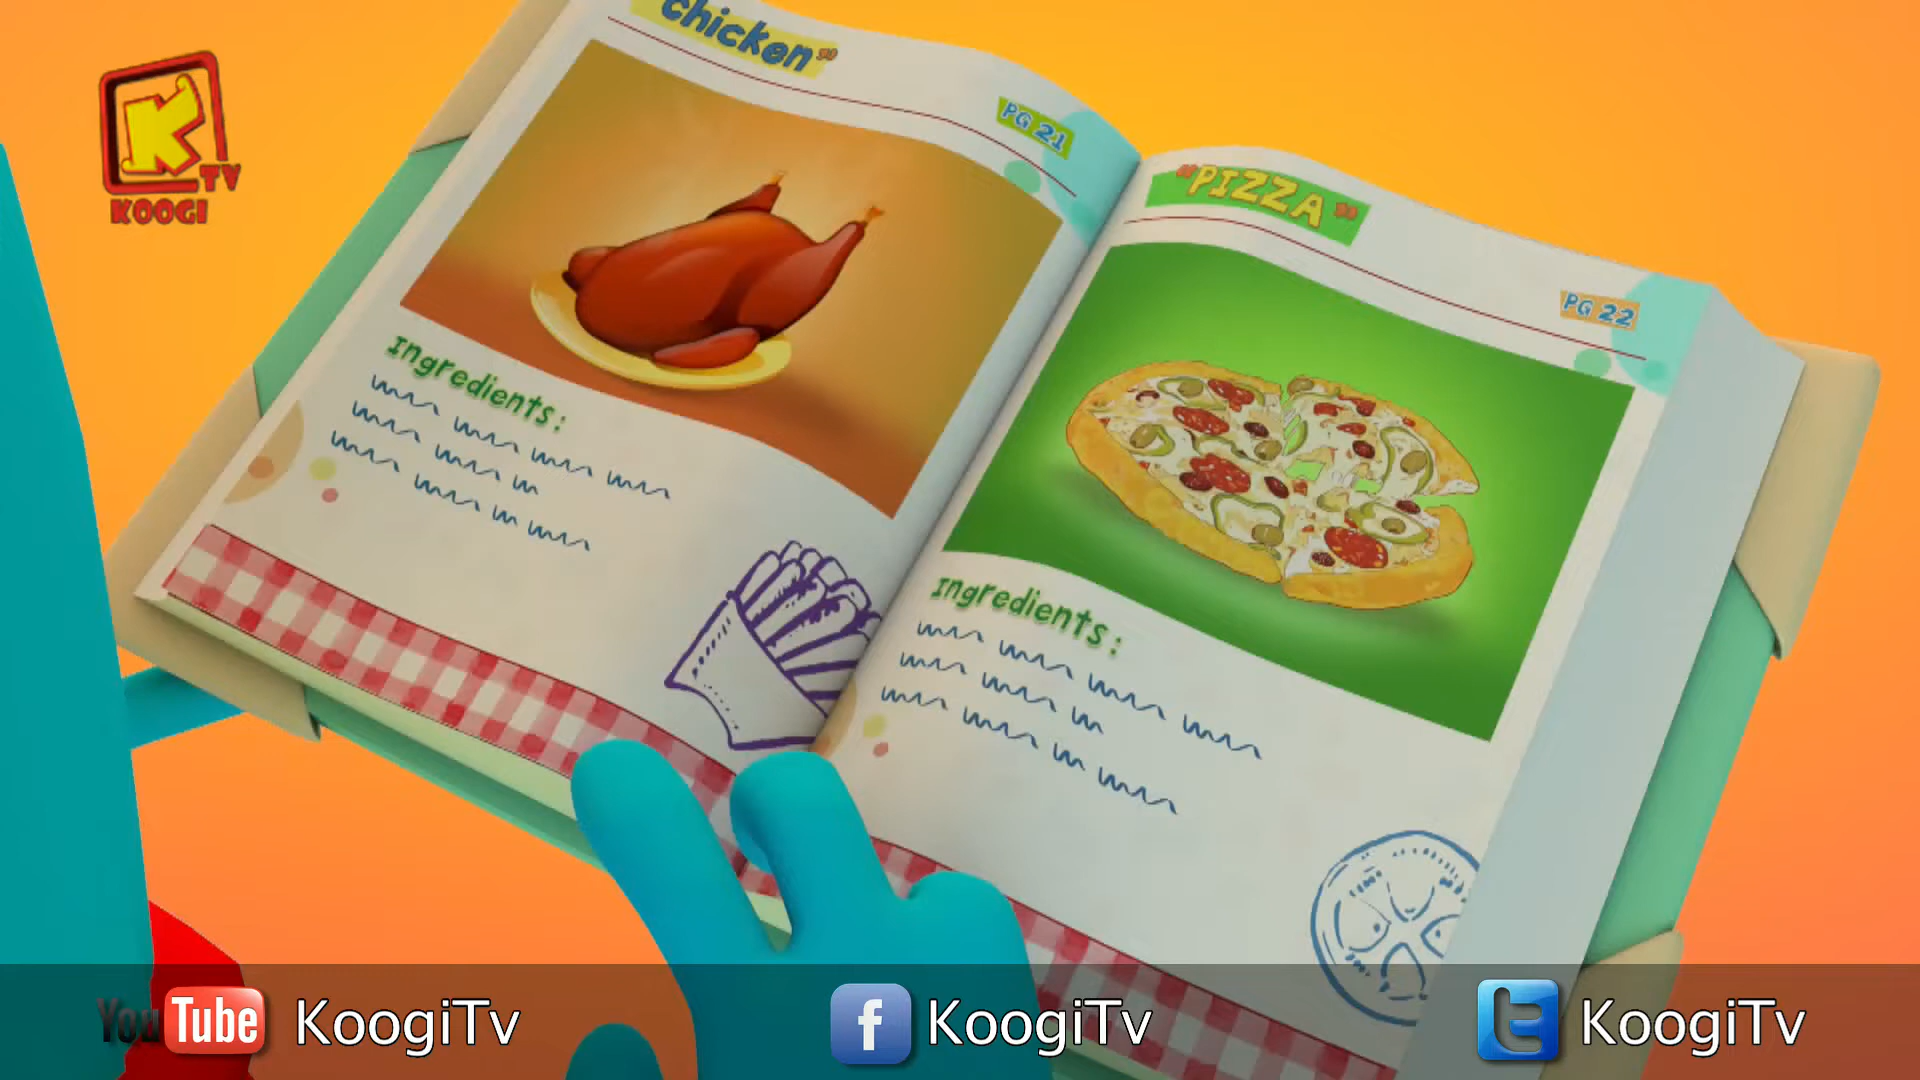 K
TV
KOOGI
chicken”
PG 21
Ingredients:
“PIZZA”
PG 22
Ingredients:
YouTube KoogiTv
f KoogiTv
t KoogiTv